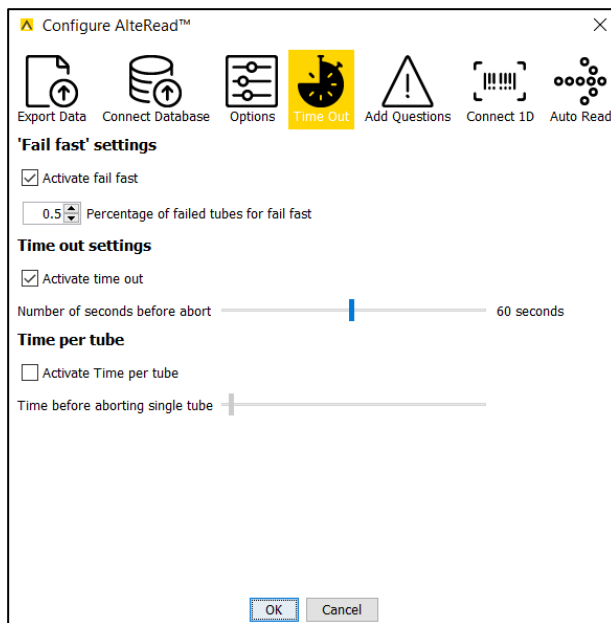 Configure AlteRead™
Export Data Connect Database Options Time Out Add Questions Connect 1D Auto Read
'Fail fast' settings
Activate fail fast
0.5 Percentage of failed tubes for fail fast
Time out settings
Activate time out
Number of seconds before abort 60 seconds
Time per tube
Activate Time per tube
Time before aborting single tube
OK Cancel